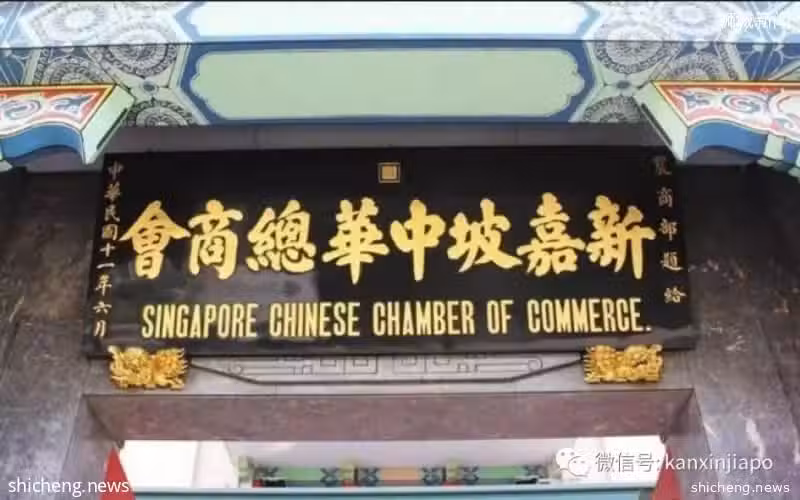 農商部題給
新嘉坡中華總商會
SINGAPORE CHINESE CHAMBER OF COMMERCE.
中華民國十一年六月
微信号: kanxinjiapo
shicheng.news
shicheng.news